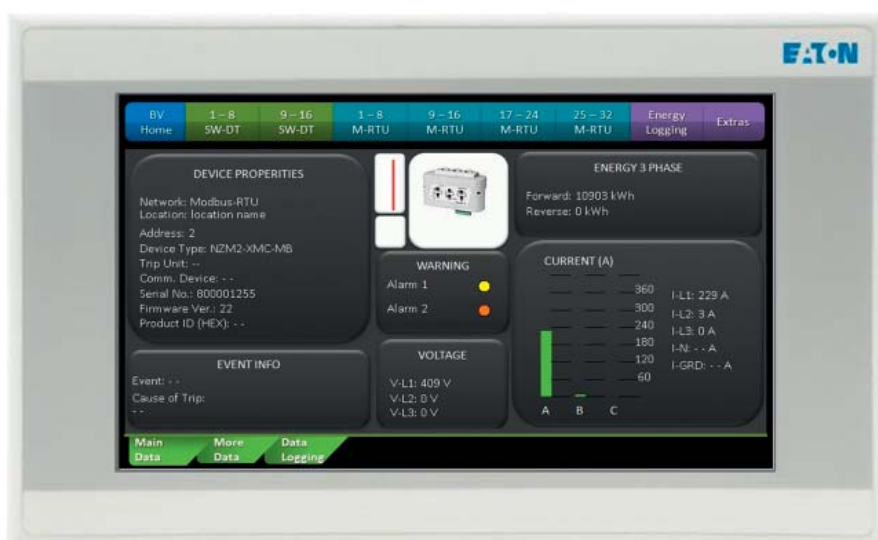 EATON
BV Home
1 – 8 SW-DT
9 – 16 SW-DT
1 – 8 M-RTU
9 – 16 M-RTU
17 – 24 M-RTU
25 – 32 M-RTU
Energy Logging
Extras
DEVICE PROPERITIES
Network: Modbus-RTU
Location: location name
Address: 2
Device Type: NZM2-XMC-MB
Trip Unit: --
Comm. Device: - -
Serial No.: 800001255
Firmware Ver.: 22
Product ID (HEX): - -
EVENT INFO
Event: - -
Cause of Trip:
- -
WARNING
Alarm 1
Alarm 2
VOLTAGE
V-L1: 409 V
V-L2: 0 V
V-L3: 0 V
ENERGY 3 PHASE
Forward: 10903 kWh
Reverse: 0 kWh
CURRENT (A)
360
300
240
180
120
60
A B C
I-L1: 229 A
I-L2: 3 A
I-L3: 0 A
I-N: - - A
I-GRD: - - A
Main Data
More Data
Data Logging